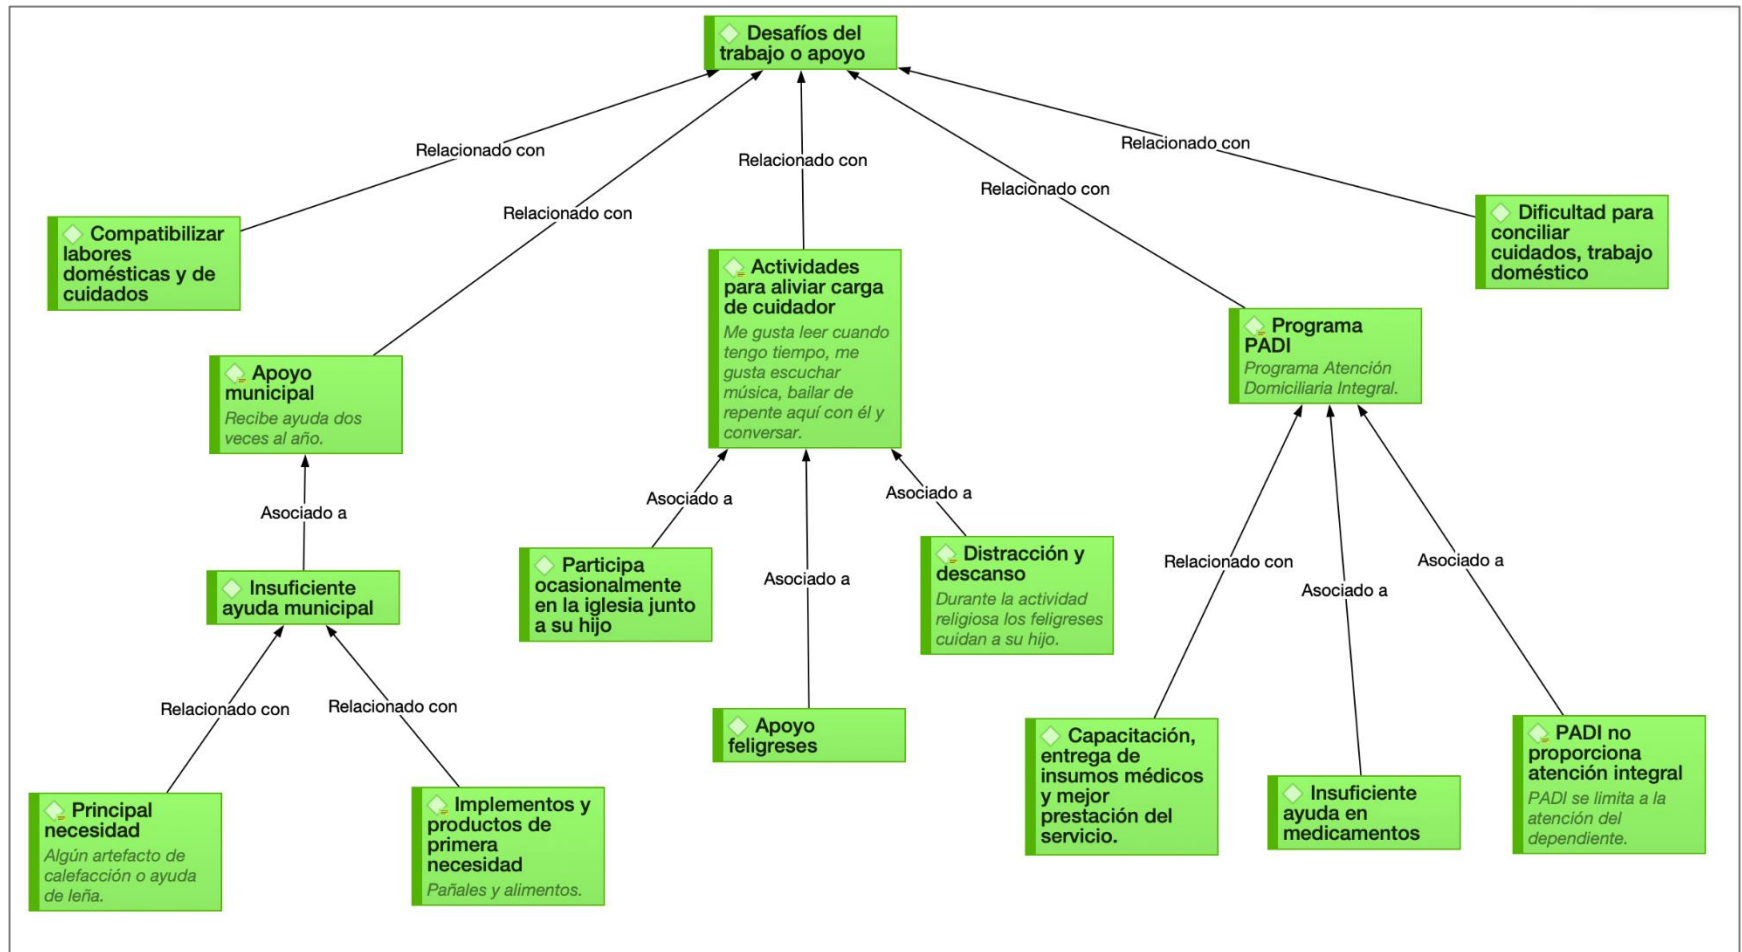 Desafíos del
trabajo o apoyo
Relacionado con
Relacionado con
Relacionado con
Relacionado con
Relacionado con
Compatibilizar
labores
domésticas y de
cuidados
Apoyo
municipal
Recibe ayuda dos
veces al año.
Actividades
para aliviar carga
de cuidador
Me gusta leer cuando
tengo tiempo, me
gusta escuchar
música, bailar de
repente aquí con él y
conversar.
Programa
PADI
Programa Atención
Domiciliaria Integral.
Dificultad para
conciliar
cuidados, trabajo
doméstico
Asociado a
Asociado a
Asociado a
Asociado a
Relacionado con
Asociado a
Asociado a
Insuficiente
ayuda municipal
Participa
ocasionalmente
en la iglesia junto
a su hijo
Distracción y
descanso
Durante la actividad
religiosa los feligreses
cuidan a su hijo.
Relacionado con
Relacionado con
Apoyo
feligreses
Capacitación,
entrega de
insumos médicos
y mejor
prestación del
servicio.
Insuficiente
ayuda en
medicamentos
PADI no
proporciona
atención integral
PADI se limita a la
atención del
dependiente.
Principal
necesidad
Algún artefacto de
calefacción o ayuda
de leña.
Implementos y
productos de
primera
necesidad
Pañales y alimentos.